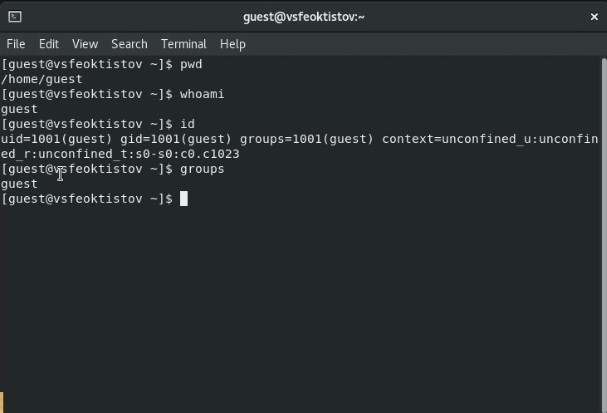 guest@vsfeoktistov:~
File Edit View Search Terminal Help
[guest@vsfeoktistov ~]$ pwd
/home/guest
[guest@vsfeoktistov ~]$ whoami
guest
[guest@vsfeoktistov ~]$ id
uid=1001(guest) gid=1001(guest) groups=1001(guest) context=unconfined_u:unconfin
ed_r:unconfined_t:s0-s0:c0.c1023
[guest@vsfeoktistov ~]$ groups
guest
[guest@vsfeoktistov ~]$